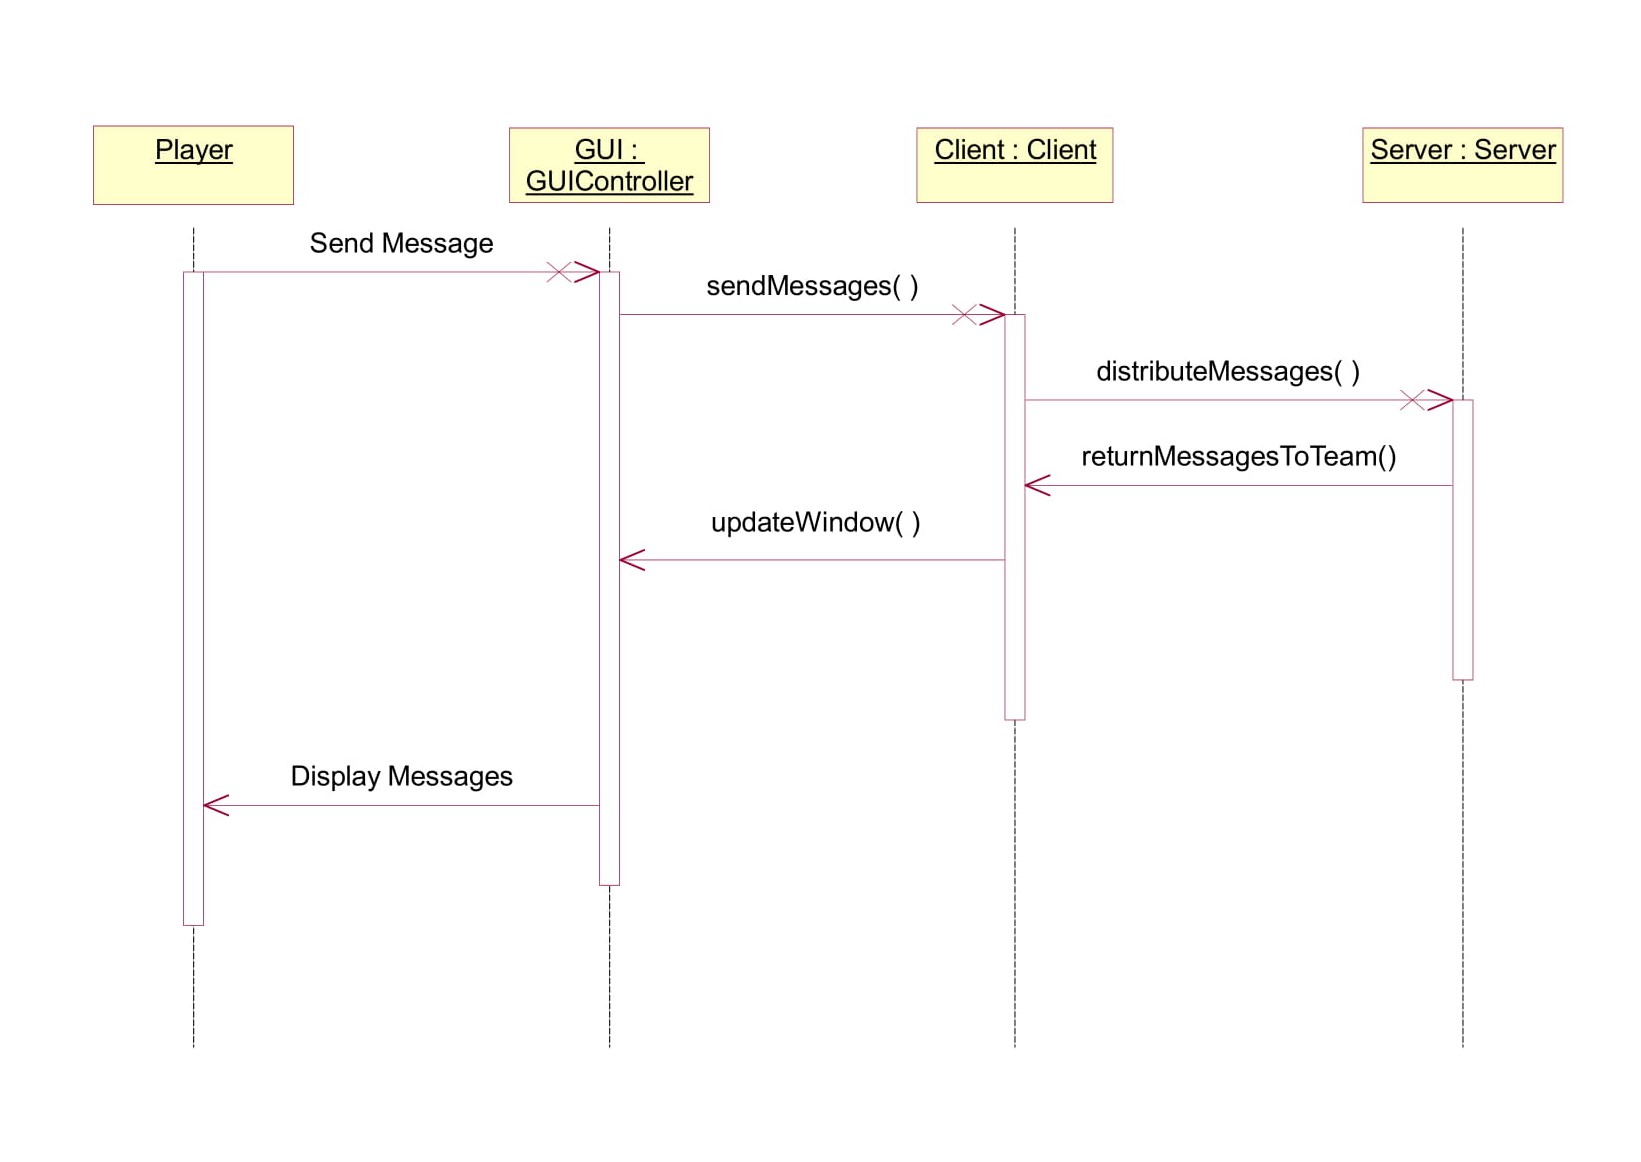 Player
GUI :
GUIController
Client : Client
Server : Server
Send Message
sendMessages( )
distributeMessages( )
returnMessagesToTeam()
updateWindow( )
Display Messages